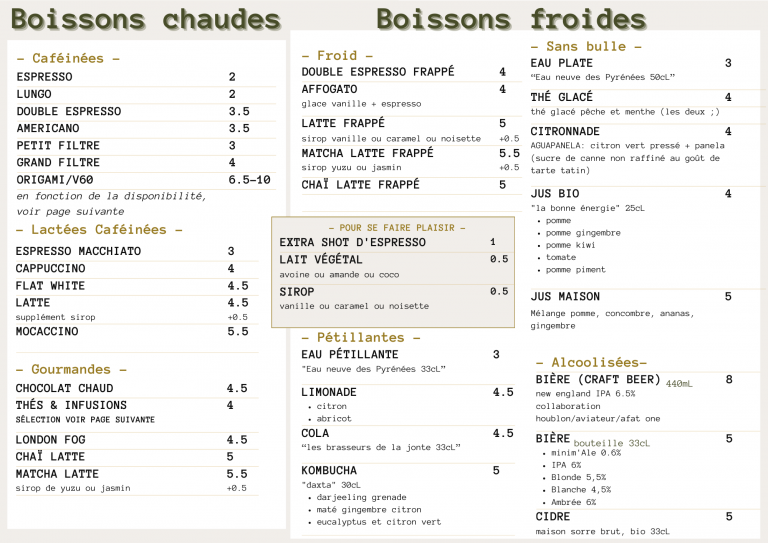 Boissons chaudes
- Caféinées -
ESPRESSO 2
LUNGO 2
DOUBLE ESPRESSO 3.5
AMERICANO 3.5
PETIT FILTRE 3
GRAND FILTRE 4
ORIGAMI/V60 6.5-10
en fonction de la disponibilité,
voir page suivante
- Lactées Caféinées -
ESPRESSO MACCHIATO 3
CAPPUCCINO 4
FLAT WHITE 4.5
LATTE 4.5
supplément sirop +0.5
MOCACCINO 5.5
- Gourmandes -
CHOCOLAT CHAUD 4.5
THÉS & INFUSIONS 4
SÉLECTION VOIR PAGE SUIVANTE
LONDON FOG 4.5
CHAÏ LATTE 5
MATCHA LATTE 5.5
sirop de yuzu ou jasmin +0.5
Boissons froides
- Froid -
DOUBLE ESPRESSO FRAPPÉ 4
AFFOGATO 4
glace vanille + espresso
LATTE FRAPPÉ 5
sirop vanille ou caramel ou noisette +0.5
MATCHA LATTE FRAPPÉ 5.5
sirop yuzu ou jasmin +0.5
CHAÏ LATTE FRAPPÉ 5
- POUR SE FAIRE PLAISIR -
EXTRA SHOT D'ESPRESSO 1
LAIT VÉGÉTAL 0.5
avoine ou amande ou coco
SIROP 0.5
vanille ou caramel ou noisette
- Pétillantes -
EAU PÉTILLANTE 3
"Eau neuve des Pyrénées 33cL”
LIMONADE 4.5
• citron
• abricot
COLA 4.5
“les brasseurs de la jonte 33cL”
KOMBUCHA 5
"daxta" 30cL
• darjeeling grenade
• maté gingembre citron
• eucalyptus et citron vert
- Sans bulle -
EAU PLATE 3
“Eau neuve des Pyrénées 50cL”
THÉ GLACÉ 4
thé glacé pêche et menthe (les deux ;)
CITRONNADE 4
AGUAPANELA: citron vert pressé + panela
(sucre de canne non raffiné au goût de
tarte tatin)
JUS BIO 4
"la bonne énergie" 25cL
• pomme
• pomme gingembre
• pomme kiwi
• tomate
• pomme piment
JUS MAISON 5
Mélange pomme, concombre, ananas,
gingembre
- Alcoolisées-
BIÈRE (CRAFT BEER) 440mL 8
new england IPA 6.5%
collaboration
houblon/aviateur/afat one
BIÈRE bouteille 33cL 5
• minim'Ale 0.6%
• IPA 6%
• Blonde 5,5%
• Blanche 4,5%
• Ambrée 6%
CIDRE 5
maison sorre brut, bio 33cL